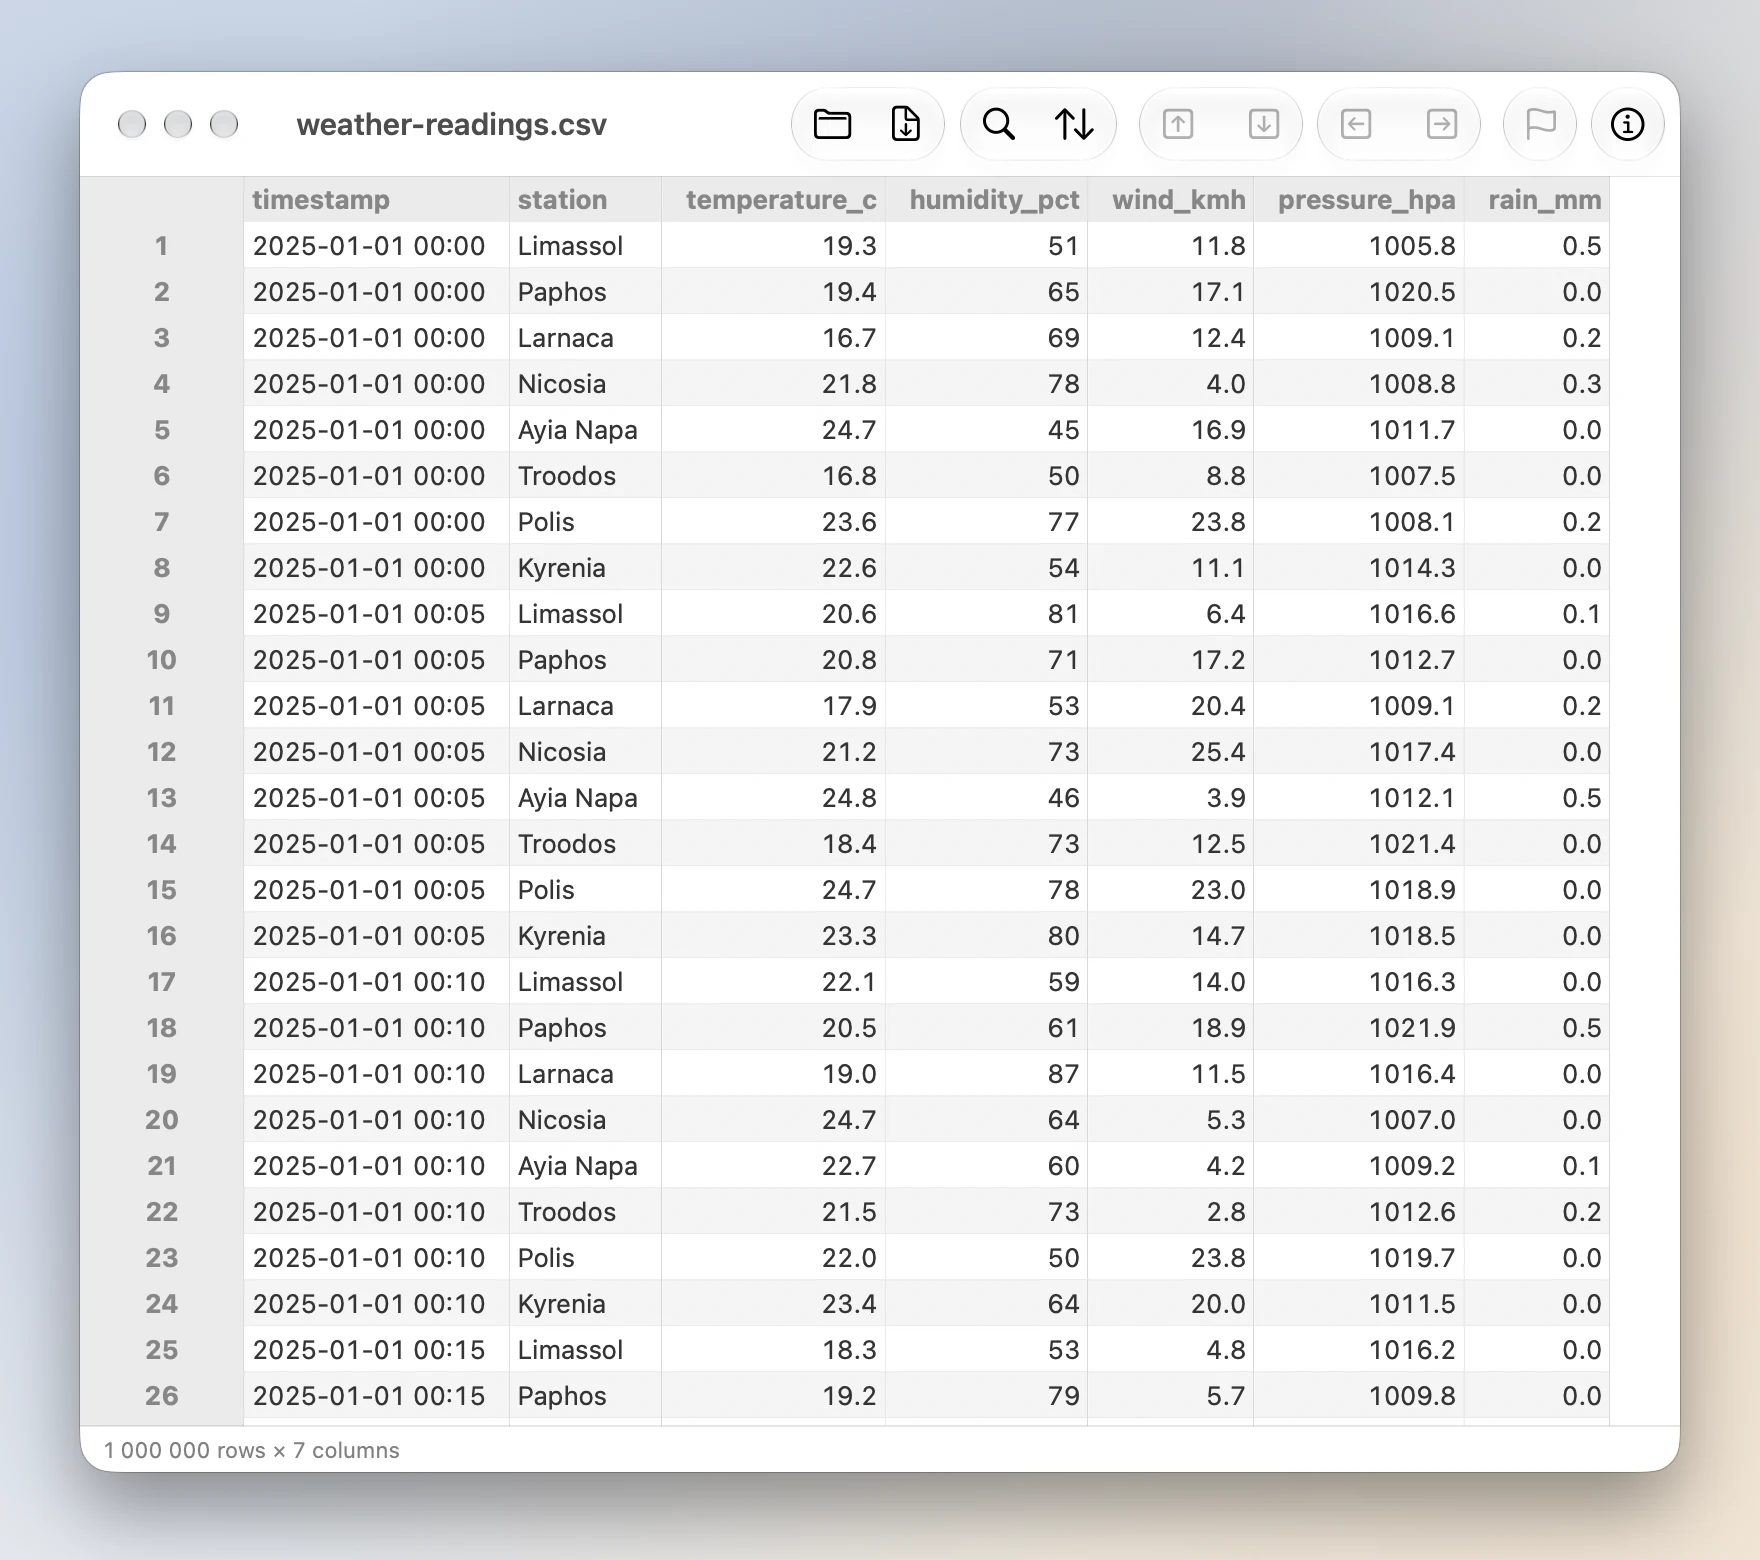 weather-readings.csv
timestamp station temperature_c humidity_pct wind_kmh pressure_hpa rain_mm
1 2025-01-01 00:00 Limassol 19.3 51 11.8 1005.8 0.5
2 2025-01-01 00:00 Paphos 19.4 65 17.1 1020.5 0.0
3 2025-01-01 00:00 Larnaca 16.7 69 12.4 1009.1 0.2
4 2025-01-01 00:00 Nicosia 21.8 78 4.0 1008.8 0.3
5 2025-01-01 00:00 Ayia Napa 24.7 45 16.9 1011.7 0.0
6 2025-01-01 00:00 Troodos 16.8 50 8.8 1007.5 0.0
7 2025-01-01 00:00 Polis 23.6 77 23.8 1008.1 0.2
8 2025-01-01 00:00 Kyrenia 22.6 54 11.1 1014.3 0.0
9 2025-01-01 00:05 Limassol 20.6 81 6.4 1016.6 0.1
10 2025-01-01 00:05 Paphos 20.8 71 17.2 1012.7 0.0
11 2025-01-01 00:05 Larnaca 17.9 53 20.4 1009.1 0.2
12 2025-01-01 00:05 Nicosia 21.2 73 25.4 1017.4 0.0
13 2025-01-01 00:05 Ayia Napa 24.8 46 3.9 1012.1 0.5
14 2025-01-01 00:05 Troodos 18.4 73 12.5 1021.4 0.0
15 2025-01-01 00:05 Polis 24.7 78 23.0 1018.9 0.0
16 2025-01-01 00:05 Kyrenia 23.3 80 14.7 1018.5 0.0
17 2025-01-01 00:10 Limassol 22.1 59 14.0 1016.3 0.0
18 2025-01-01 00:10 Paphos 20.5 61 18.9 1021.9 0.5
19 2025-01-01 00:10 Larnaca 19.0 87 11.5 1016.4 0.0
20 2025-01-01 00:10 Nicosia 24.7 64 5.3 1007.0 0.0
21 2025-01-01 00:10 Ayia Napa 22.7 60 4.2 1009.2 0.1
22 2025-01-01 00:10 Troodos 21.5 73 2.8 1012.6 0.2
23 2025-01-01 00:10 Polis 22.0 50 23.8 1019.7 0.0
24 2025-01-01 00:10 Kyrenia 23.4 64 20.0 1011.5 0.0
25 2025-01-01 00:15 Limassol 18.3 53 4.8 1016.2 0.0
26 2025-01-01 00:15 Paphos 19.2 79 5.7 1009.8 0.0
1 000 000 rows × 7 columns